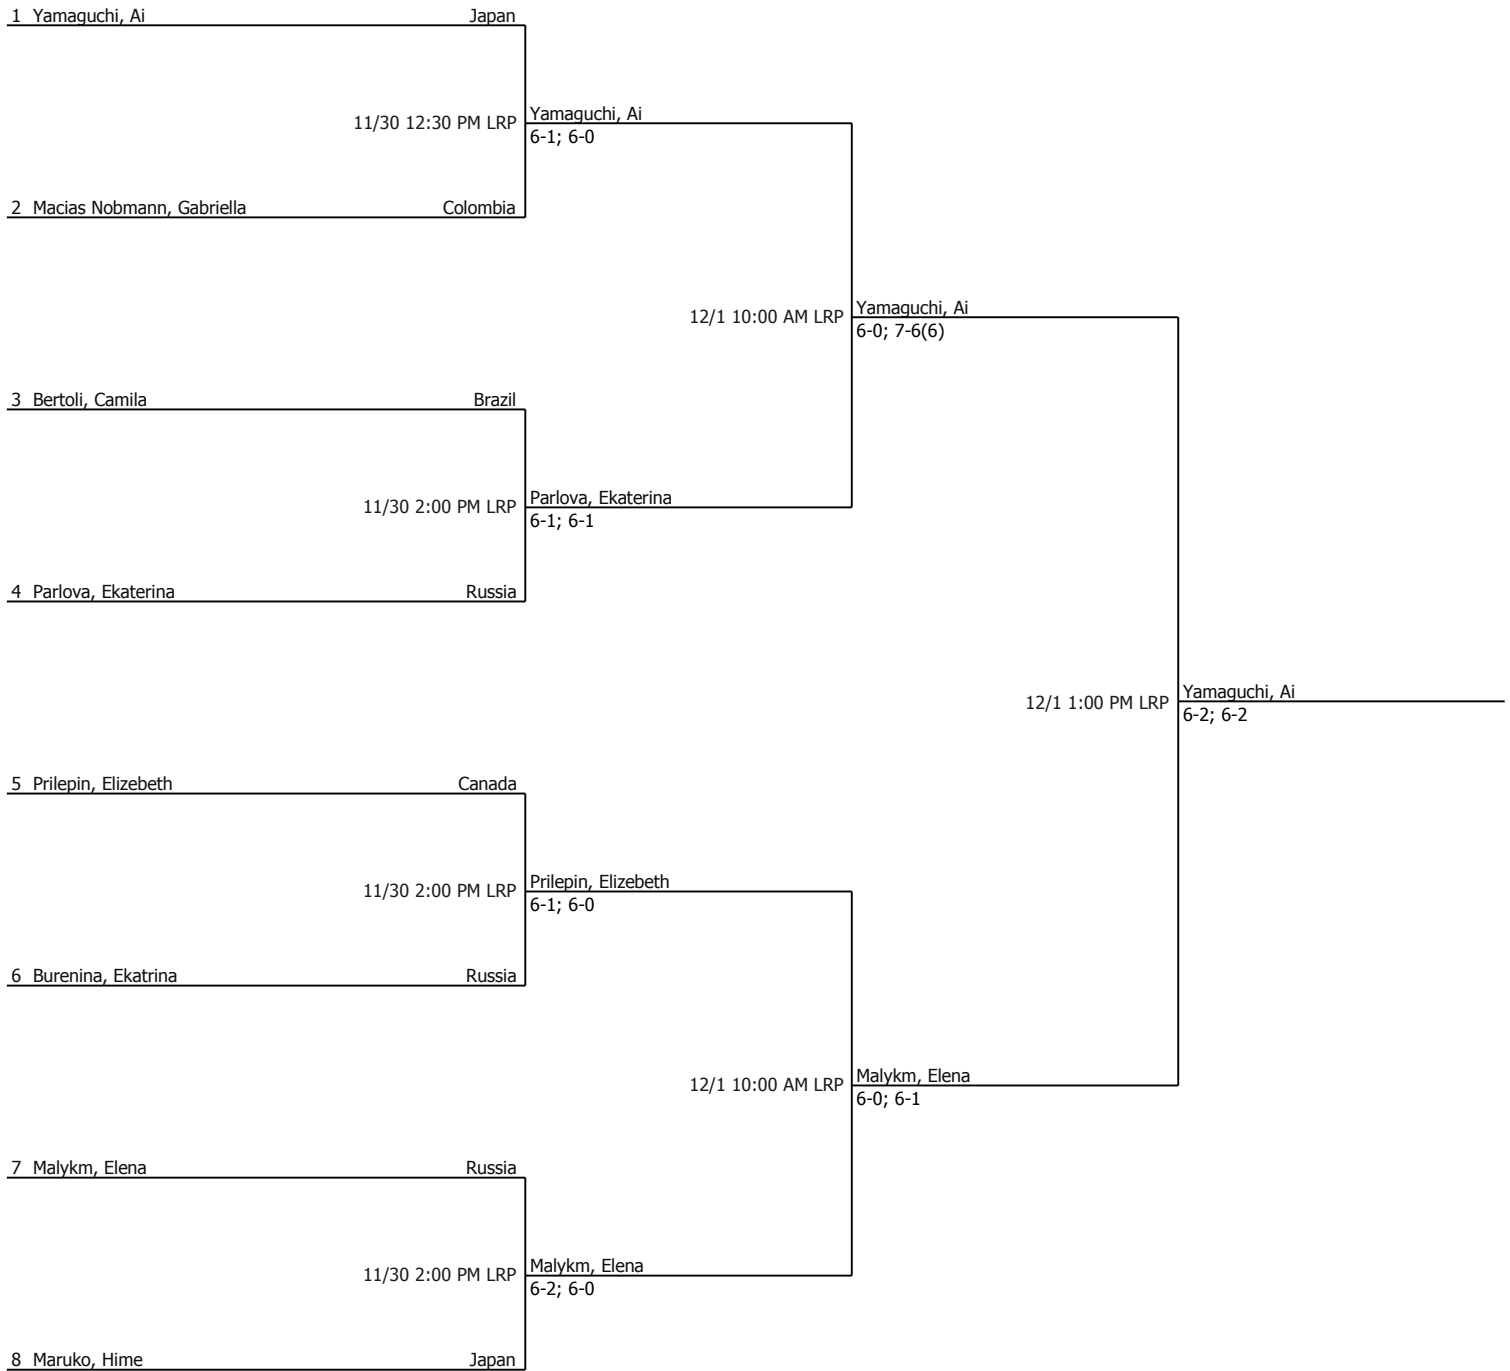 1 Yamaguchi, Ai Japan
11/30 12:30 PM LRP
Yamaguchi, Ai
6-1; 6-0
2 Macias Nobmann, Gabriella Colombia
12/1 10:00 AM LRP
Yamaguchi, Ai
6-0; 7-6(6)
3 Bertoli, Camila Brazil
11/30 2:00 PM LRP
Parlova, Ekaterina
6-1; 6-1
4 Parlova, Ekaterina Russia
12/1 1:00 PM LRP
Yamaguchi, Ai
6-2; 6-2
5 Prilepin, Elizebeth Canada
11/30 2:00 PM LRP
Prilepin, Elizebeth
6-1; 6-0
6 Burenina, Ekatrina Russia
12/1 10:00 AM LRP
Malykm, Elena
6-0; 6-1
7 Malykm, Elena Russia
11/30 2:00 PM LRP
Malykm, Elena
6-2; 6-0
8 Maruko, Hime Japan